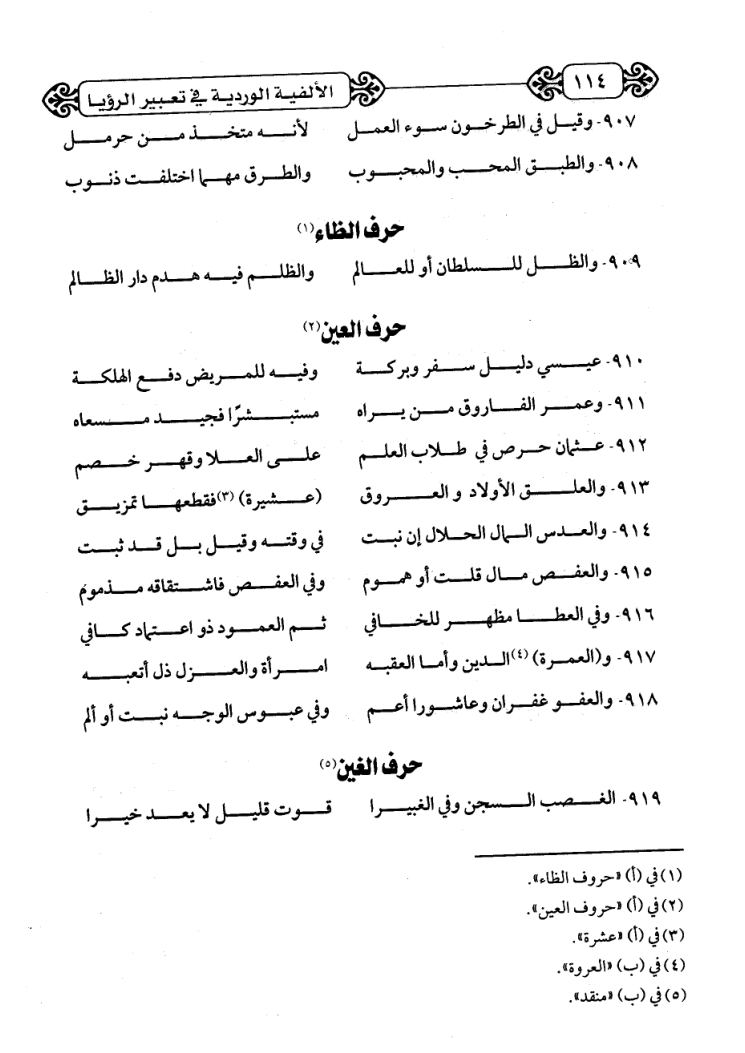 ١١٤ الألفية الوردية في تعبير الرؤيا
٩٠٧- وقيل في الطرخون سوء العمل لأنه متخذ من حرمل
٩٠٨- والطبق المحب والمحبوب والطرق مهما اختلفت ذنوب
حرف الظاء(١)
٩٠٩- والظل للسلطان أو للعالم والظلم فيه هدم دار الظالم
حرف العين(٢)
٩١٠- عيسي دليل سفر وبركة وفيه للمريض دفع الهلكة
٩١١- وعمر الفاروق من يراه مستبشرًا فجيد مسعاه
٩١٢- عثمان حرص في طلاب العلم على العلا وقهر خصم
٩١٣- والعلق الأولاد و العروق (عشيرة)(٣) فقطعها تمزيق
٩١٤- والعدس المال الحلال إن نبت في وقته وقيل بل قد ثبت
٩١٥- والعفص مال قلت أو هموم وفي العفص فاشتقاقه مذموم
٩١٦- وفي العطا مظهر للخافي ثم العمود ذو اعتماد كافي
٩١٧- و(العمرة)(٤) الدين وأما العقبه امرأة والعزل ذل أتعبه
٩١٨- والعفو غفران وعاشورا أعم وفي عبوس الوجه نبت أو ألم
حرف الغين(٥)
٩١٩- الغصب السجن وفي الغبيرا قوت قليل لا يعد خيرا
(١) في (أ) «حروف الظاء».
(٢) في (أ) «حروف العين».
(٣) في (أ) «عشرة».
(٤) في (ب) «العروة».
(٥) في (ب) «منقد».